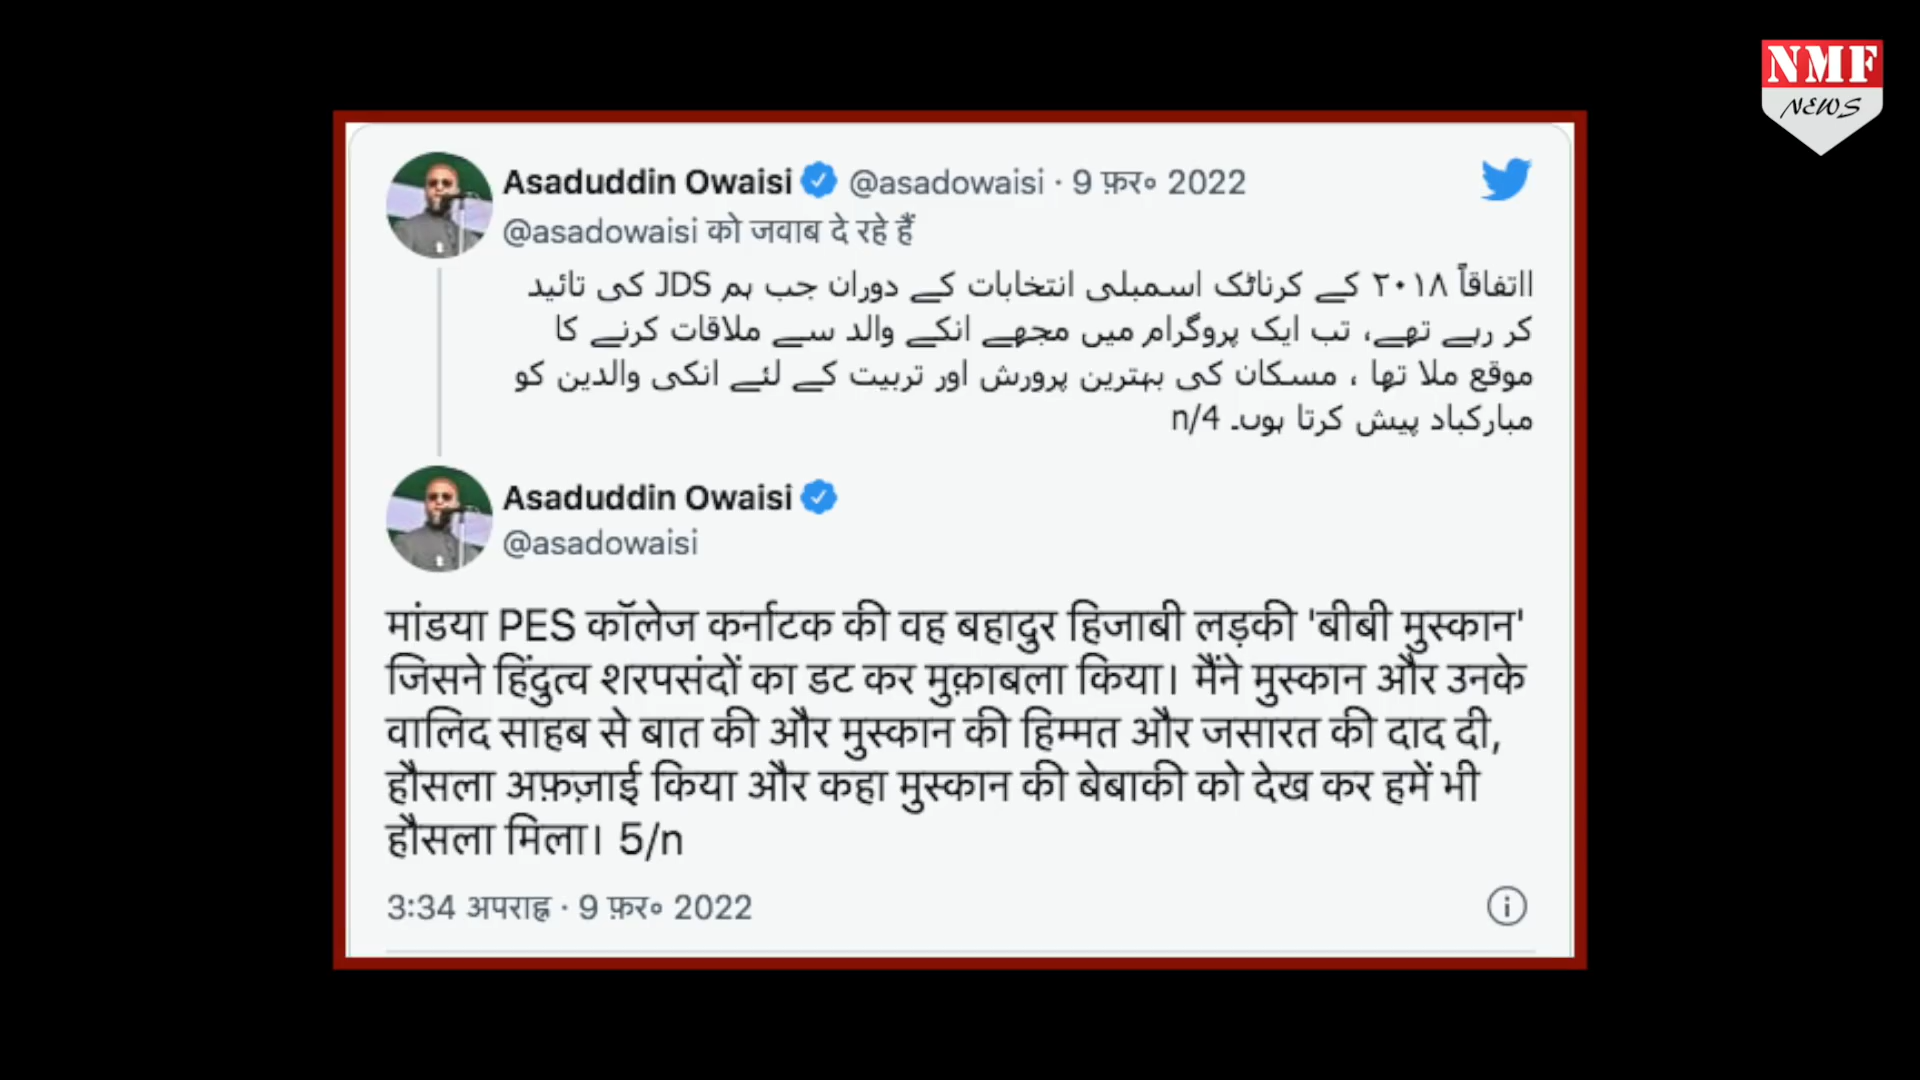 NMF
NEWS
Asaduddin Owaisi @asadowaisi · 9 फ़र॰ 2022
@asadowaisi को जवाब दे रहे हैं
ااتفاقاً ۲۰۱۸ کے کرناٹک اسمبلی انتخابات کے دوران جب ہم JDS کی تائید
کر رہے تھے، تب ایک پروگرام میں مجھے انکے والد سے ملاقات کرنے کا
موقع ملا تھا ، مسکان کی بہترین پرورش اور تربیت کے لئے انکی والدین کو
مبارکباد پیش کرتا ہوں۔ n/4
Asaduddin Owaisi
@asadowaisi
मांडया PES कॉलेज कर्नाटक की वह बहादुर हिजाबी लड़की 'बीबी मुस्कान'
जिसने हिंदुत्व शरपसंदों का डट कर मुक़ाबला किया। मैंने मुस्कान और उनके
वालिद साहब से बात की और मुस्कान की हिम्मत और जसारत की दाद दी,
हौसला अफ़ज़ाई किया और कहा मुस्कान की बेबाकी को देख कर हमें भी
हौसला मिला। 5/n
3:34 अपराह्न · 9 फ़र॰ 2022